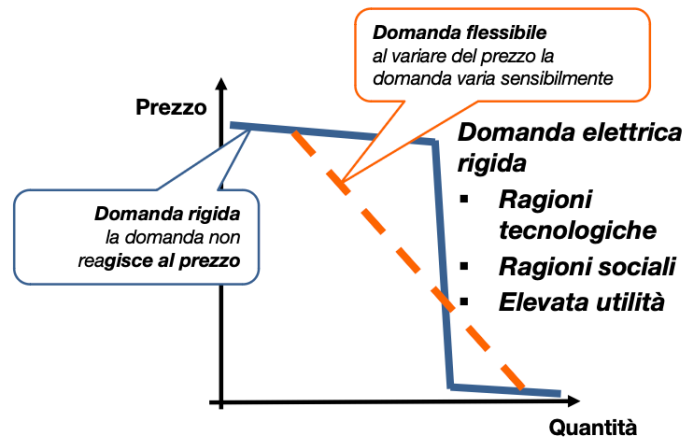 Domanda flessibile
al variare del prezzo la
domanda varia sensibilmente
Prezzo
Domanda elettrica
rigida
▪ Ragioni
tecnologiche
▪ Ragioni sociali
▪ Elevata utilità
Domanda rigida
la domanda non
reagisce al prezzo
Quantità